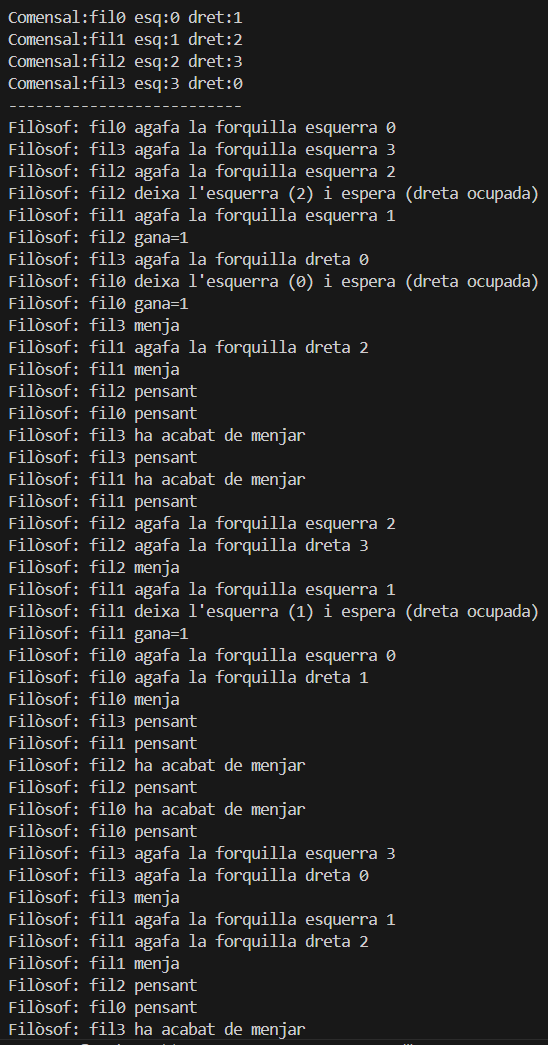 Comensal:fil0 esq:0 dret:1
Comensal:fil1 esq:1 dret:2
Comensal:fil2 esq:2 dret:3
Comensal:fil3 esq:3 dret:0
--------------------------
Filòsof: fil0 agafa la forquilla esquerra 0
Filòsof: fil3 agafa la forquilla esquerra 3
Filòsof: fil2 agafa la forquilla esquerra 2
Filòsof: fil2 deixa l'esquerra (2) i espera (dreta ocupada)
Filòsof: fil1 agafa la forquilla esquerra 1
Filòsof: fil2 gana=1
Filòsof: fil3 agafa la forquilla dreta 0
Filòsof: fil0 deixa l'esquerra (0) i espera (dreta ocupada)
Filòsof: fil0 gana=1
Filòsof: fil3 menja
Filòsof: fil1 agafa la forquilla dreta 2
Filòsof: fil1 menja
Filòsof: fil2 pensant
Filòsof: fil0 pensant
Filòsof: fil3 ha acabat de menjar
Filòsof: fil3 pensant
Filòsof: fil1 ha acabat de menjar
Filòsof: fil1 pensant
Filòsof: fil2 agafa la forquilla esquerra 2
Filòsof: fil2 agafa la forquilla dreta 3
Filòsof: fil2 menja
Filòsof: fil1 agafa la forquilla esquerra 1
Filòsof: fil1 deixa l'esquerra (1) i espera (dreta ocupada)
Filòsof: fil1 gana=1
Filòsof: fil0 agafa la forquilla esquerra 0
Filòsof: fil0 agafa la forquilla dreta 1
Filòsof: fil0 menja
Filòsof: fil3 pensant
Filòsof: fil1 pensant
Filòsof: fil2 ha acabat de menjar
Filòsof: fil2 pensant
Filòsof: fil0 ha acabat de menjar
Filòsof: fil0 pensant
Filòsof: fil3 agafa la forquilla esquerra 3
Filòsof: fil3 agafa la forquilla dreta 0
Filòsof: fil3 menja
Filòsof: fil1 agafa la forquilla esquerra 1
Filòsof: fil1 agafa la forquilla dreta 2
Filòsof: fil1 menja
Filòsof: fil2 pensant
Filòsof: fil0 pensant
Filòsof: fil3 ha acabat de menjar